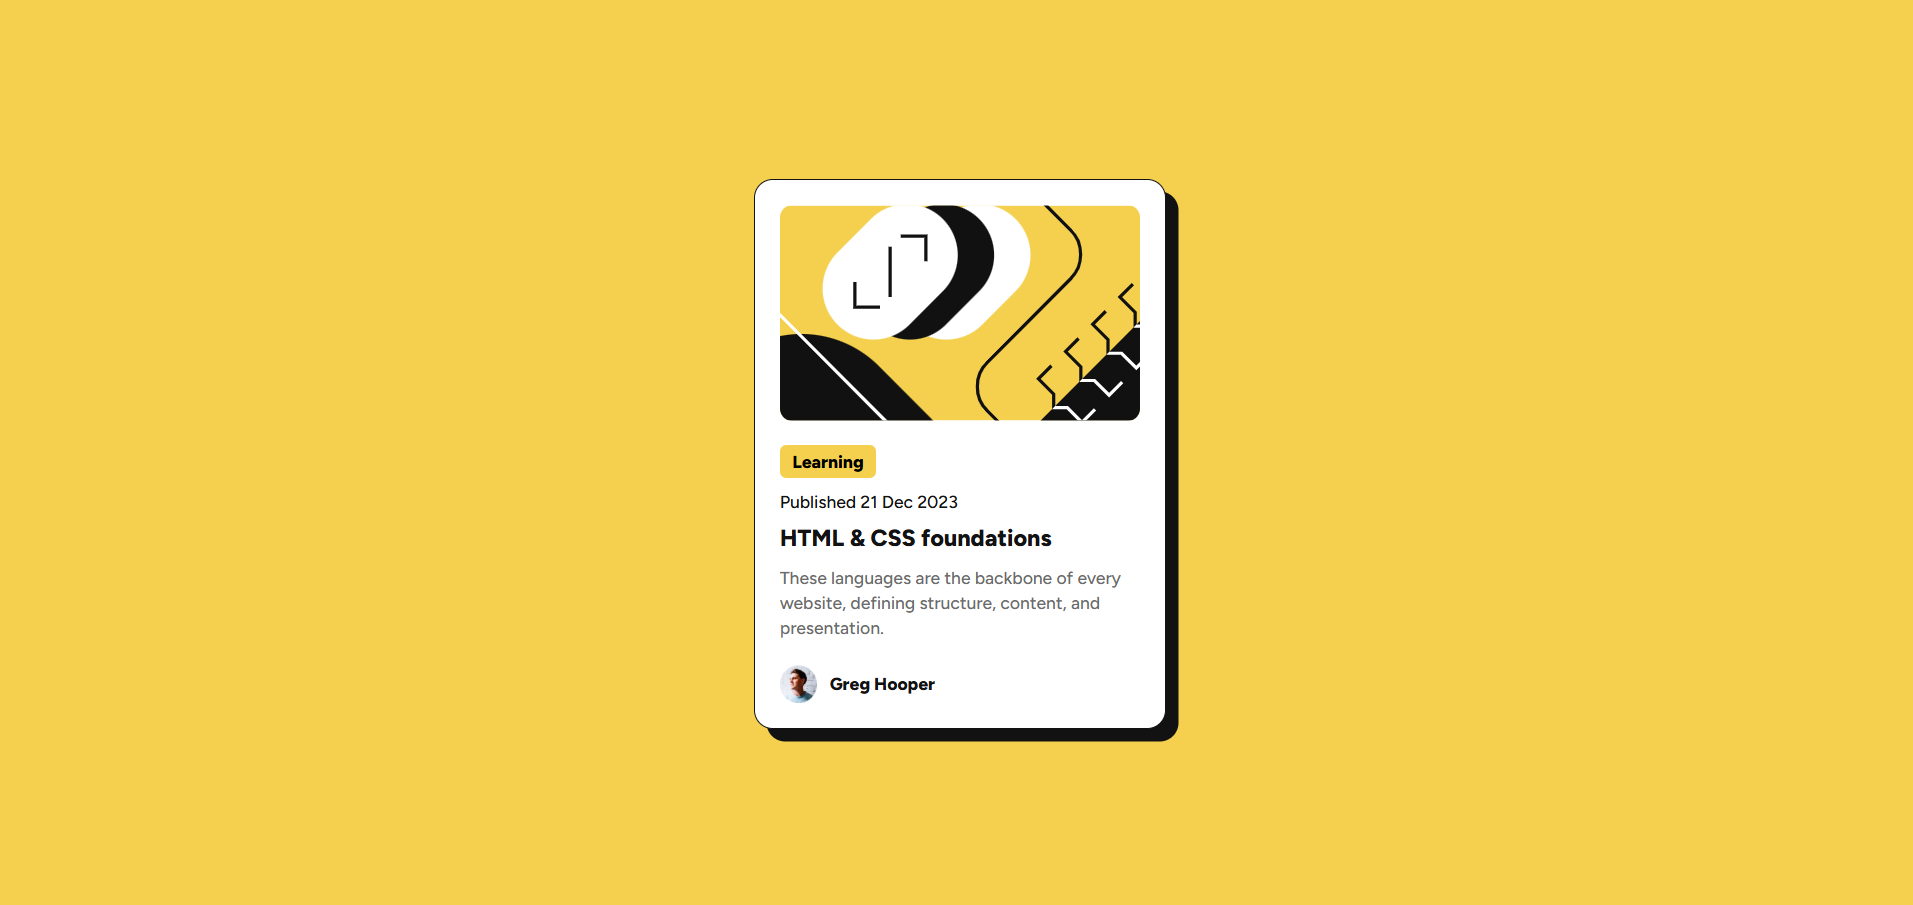 Learning
Published 21 Dec 2023
HTML & CSS foundations
These languages are the backbone of every
website, defining structure, content, and
presentation.
Greg Hooper